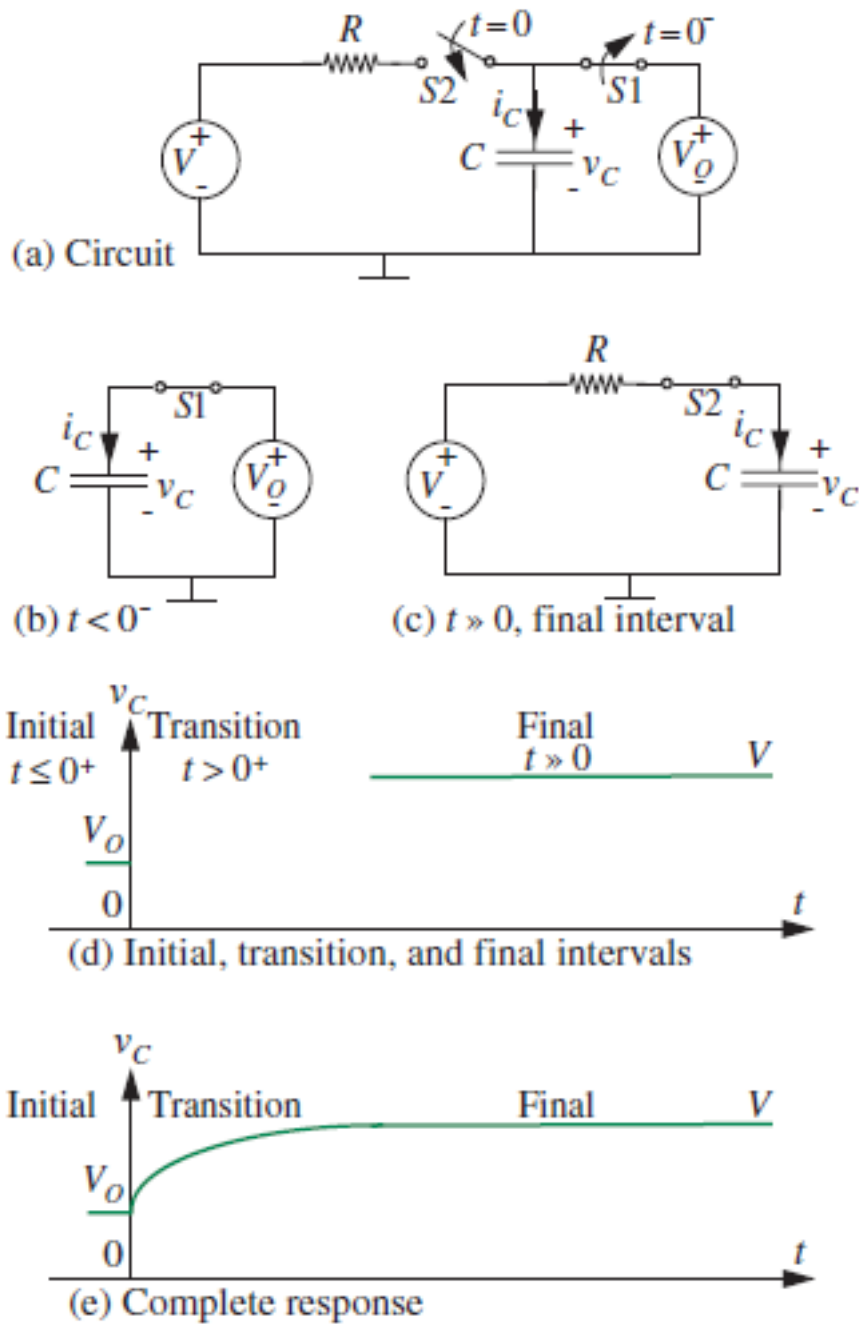 R
t = 0
t = 0⁻
S2
S1
i_C
V
+
-
C
+
v_C
-
V_O
+
-
(a) Circuit
R
S1
S2
i_C
+
C
v_C
-
V_O
+
-
V
+
-
i_C
+
C
v_C
-
(b) t < 0⁻
(c) t » 0, final interval
v_C
Initial
Transition
Final
t ≤ 0⁺
t > 0⁺
t » 0
V
V_O
0
t
(d) Initial, transition, and final intervals
v_C
Initial
Transition
Final
V
V_O
0
t
(e) Complete response